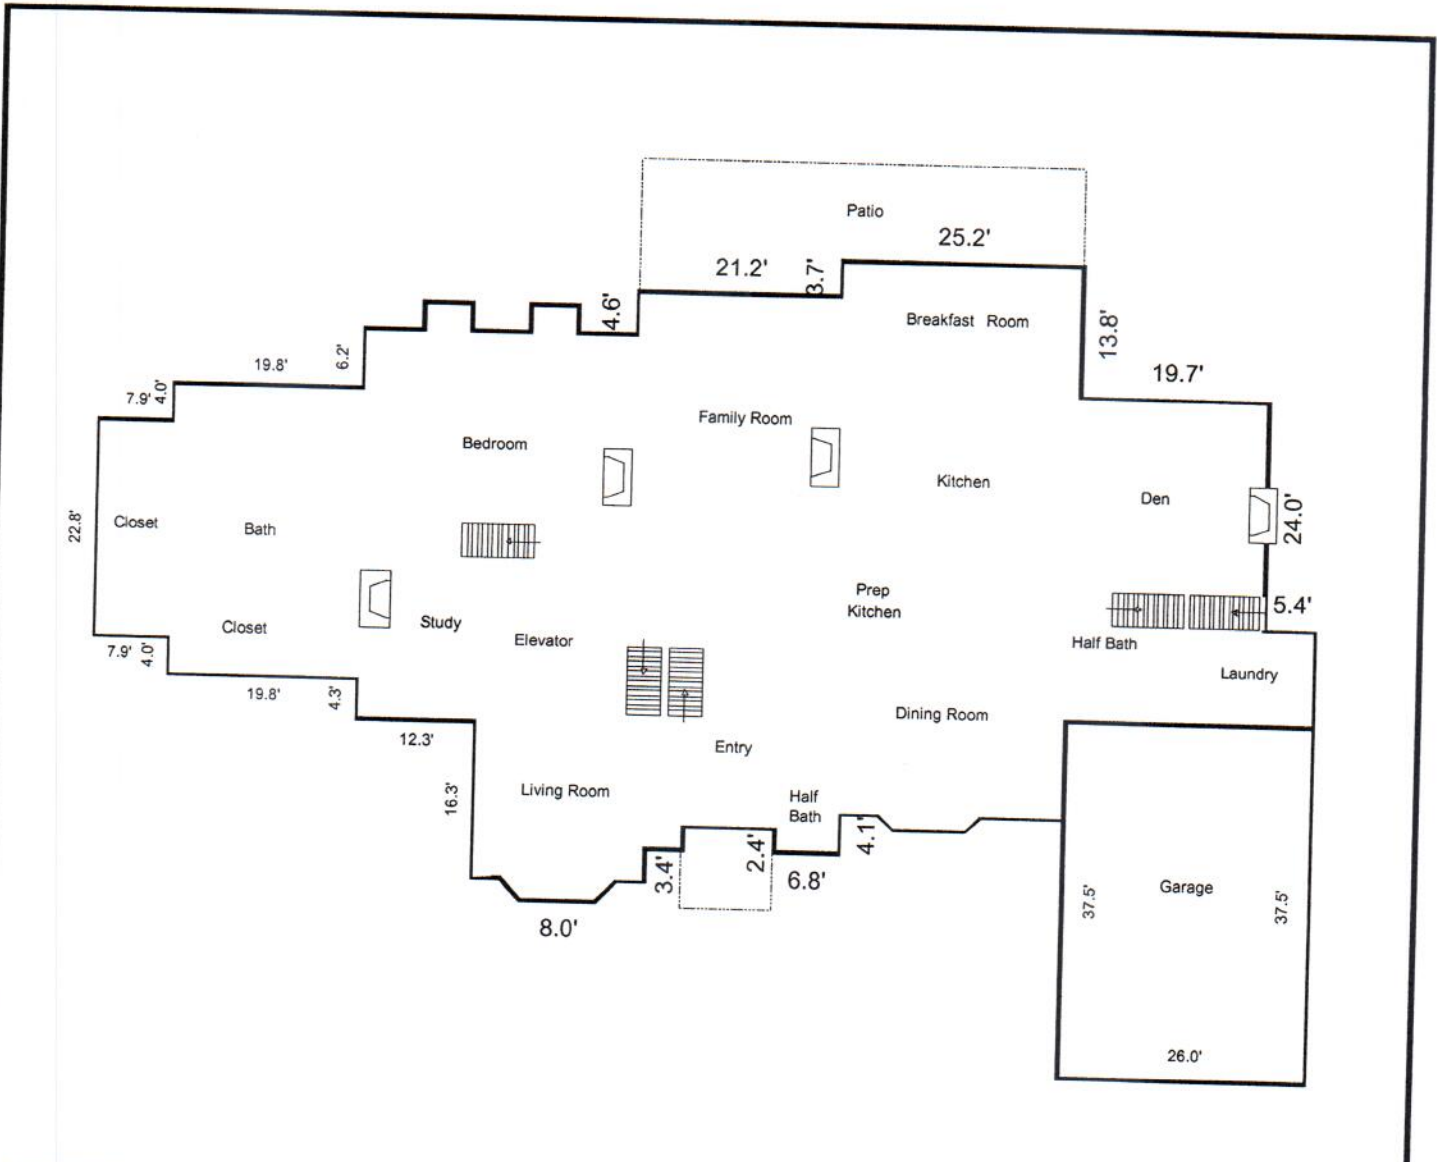 Patio
25.2'
21.2'
3.7'
4.6'
Breakfast Room
13.8'
6.2'
19.8'
19.7'
4.0'
7.9'
Family Room
Bedroom
Kitchen
Den
24.0'
22.8'
Closet
Bath
Prep
Kitchen
5.4'
Closet
Study
Elevator
Half Bath
7.9'
4.0'
Laundry
19.8'
4.3'
Dining Room
12.3'
Entry
Living Room
16.3'
Half
Bath
4.1'
2.4'
3.4'
6.8'
Garage
37.5'
37.5'
8.0'
26.0'